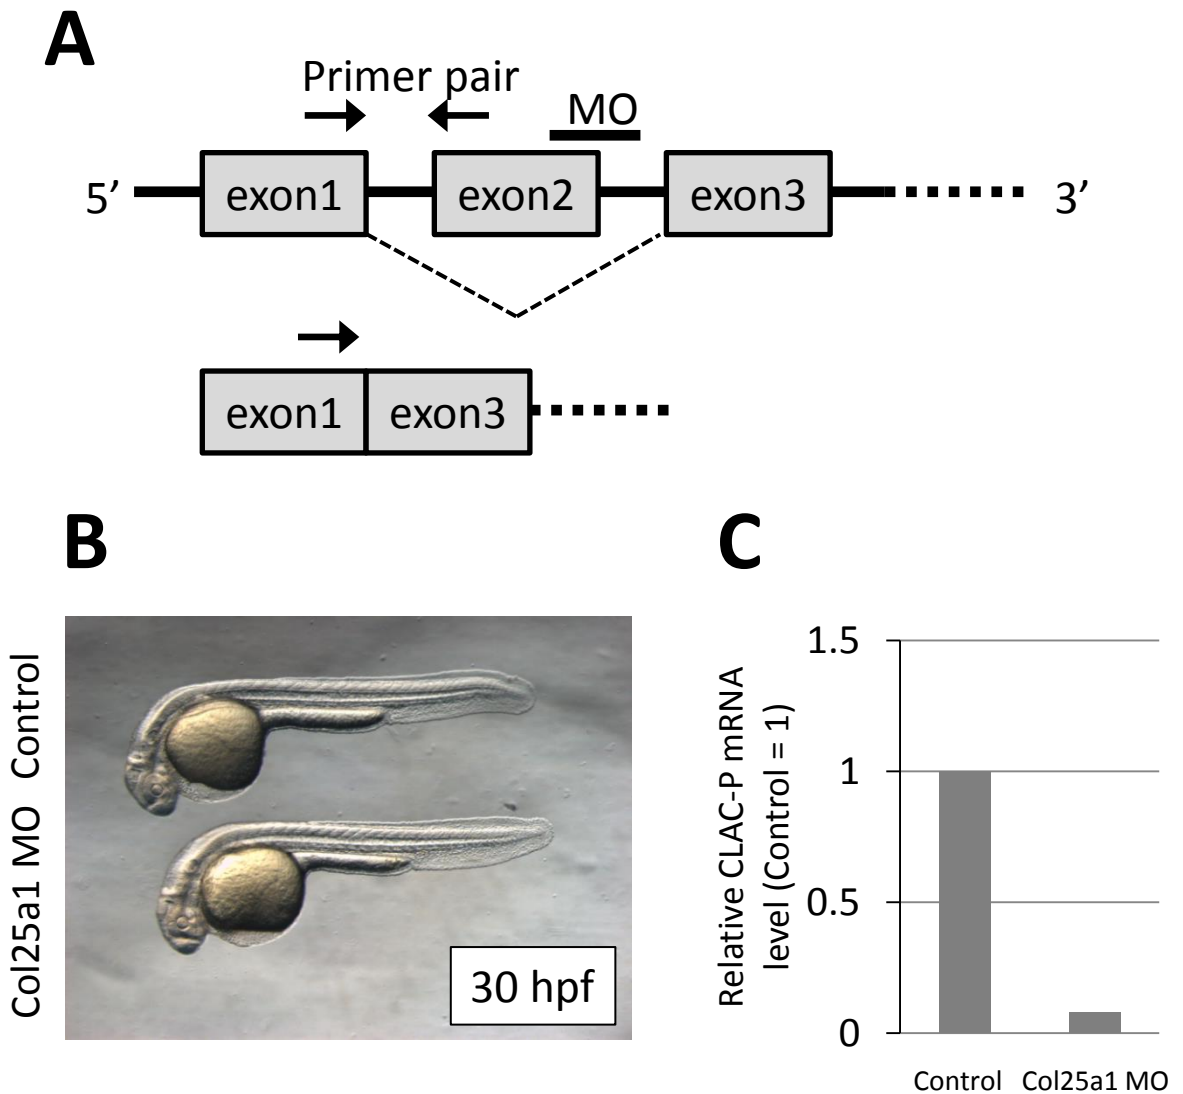 A
Primer pair
MO
5’
exon1
exon2
exon3
3’
exon1
exon3
B
Control
Col25a1 MO
30 hpf
C
Relative CLAC-P mRNA
level (Control = 1)
1.5
1
0.5
0
Control
Col25a1 MO